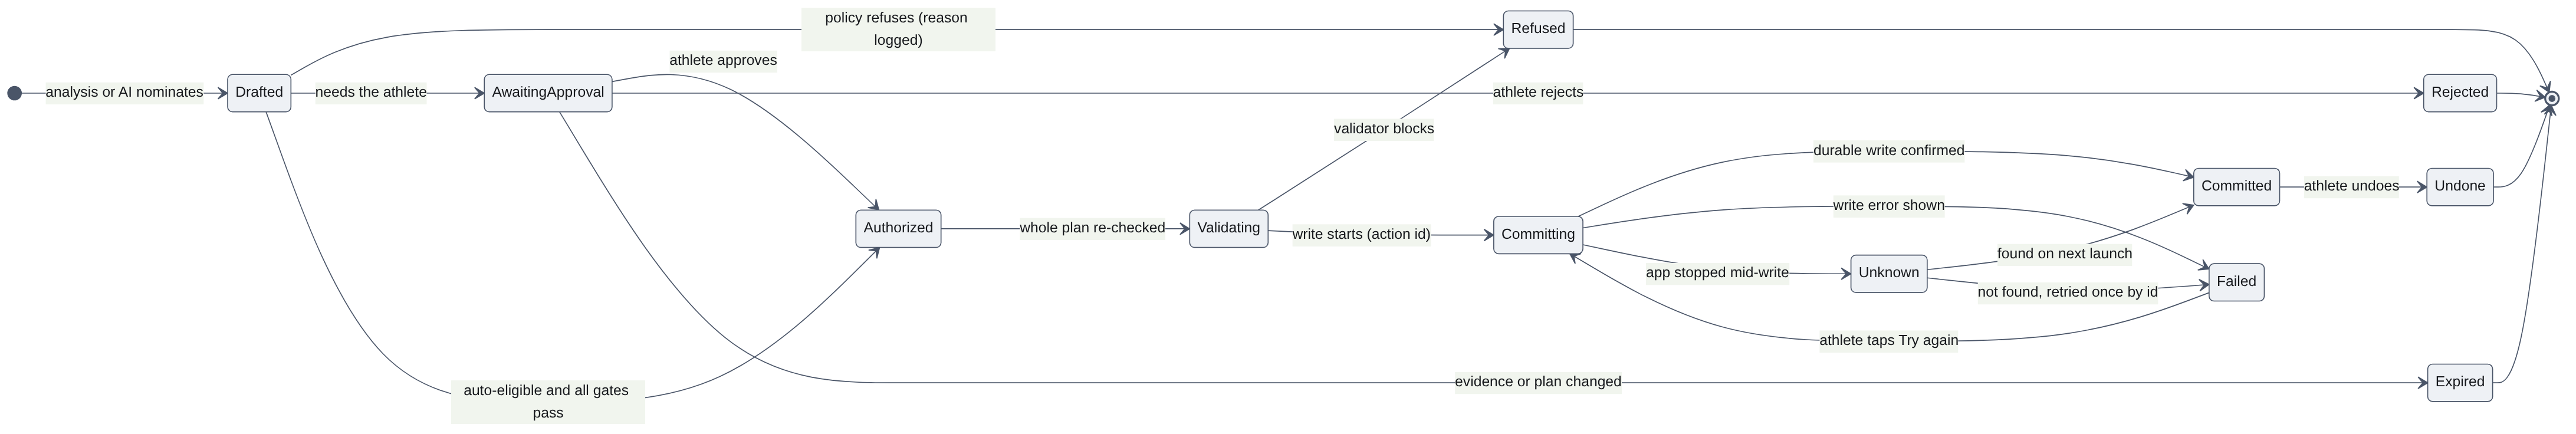 policy refuses (reason
logged)
Refused
athlete approves
analysis or AI nominates
Drafted
needs the athlete
AwaitingApproval
athlete rejects
Rejected
validator blocks
durable write confirmed
Committed
athlete undoes
Undone
write error shown
Authorized
whole plan re-checked
Validating
write starts (action id)
Committing
found on next launch
app stopped mid-write
Unknown
not found, retried once by id
Failed
athlete taps Try again
auto-eligible and all gates
pass
evidence or plan changed
Expired